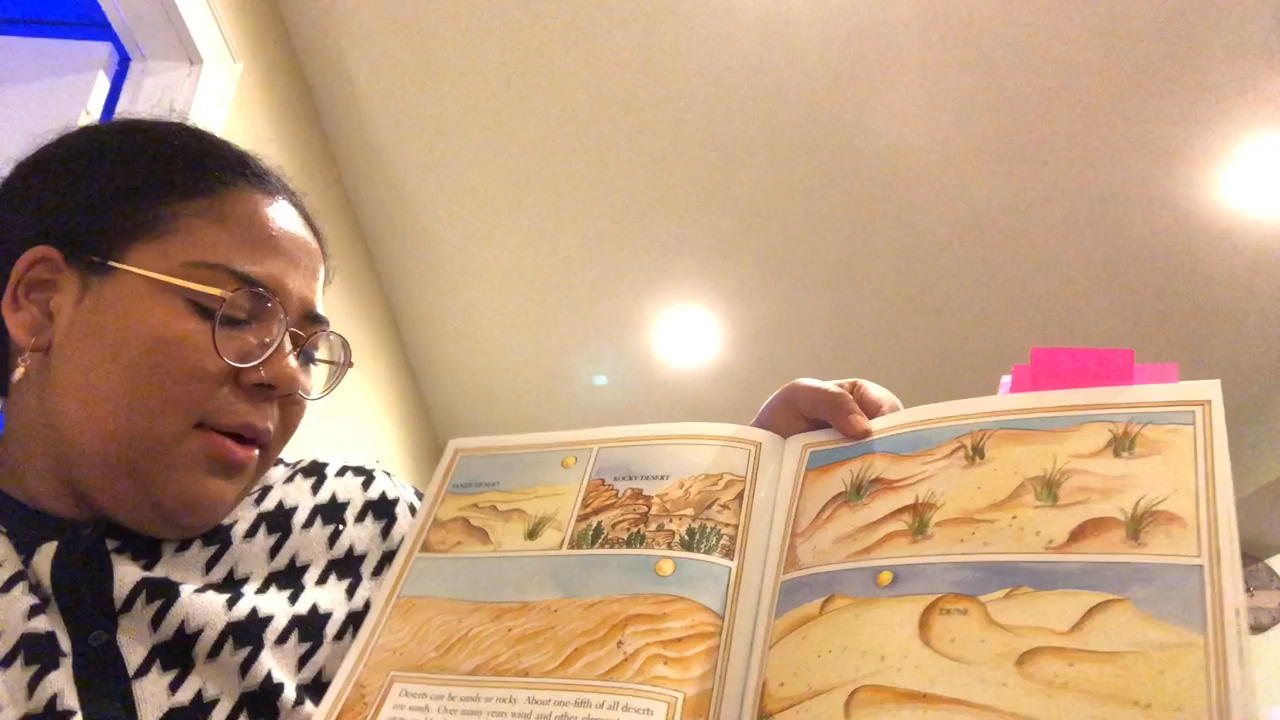 SANDY DESERT
ROCKY DESERT
Deserts can be sandy or rocky. About one-fifth of all deserts
are sandy. Over many years wind and other
DUNE